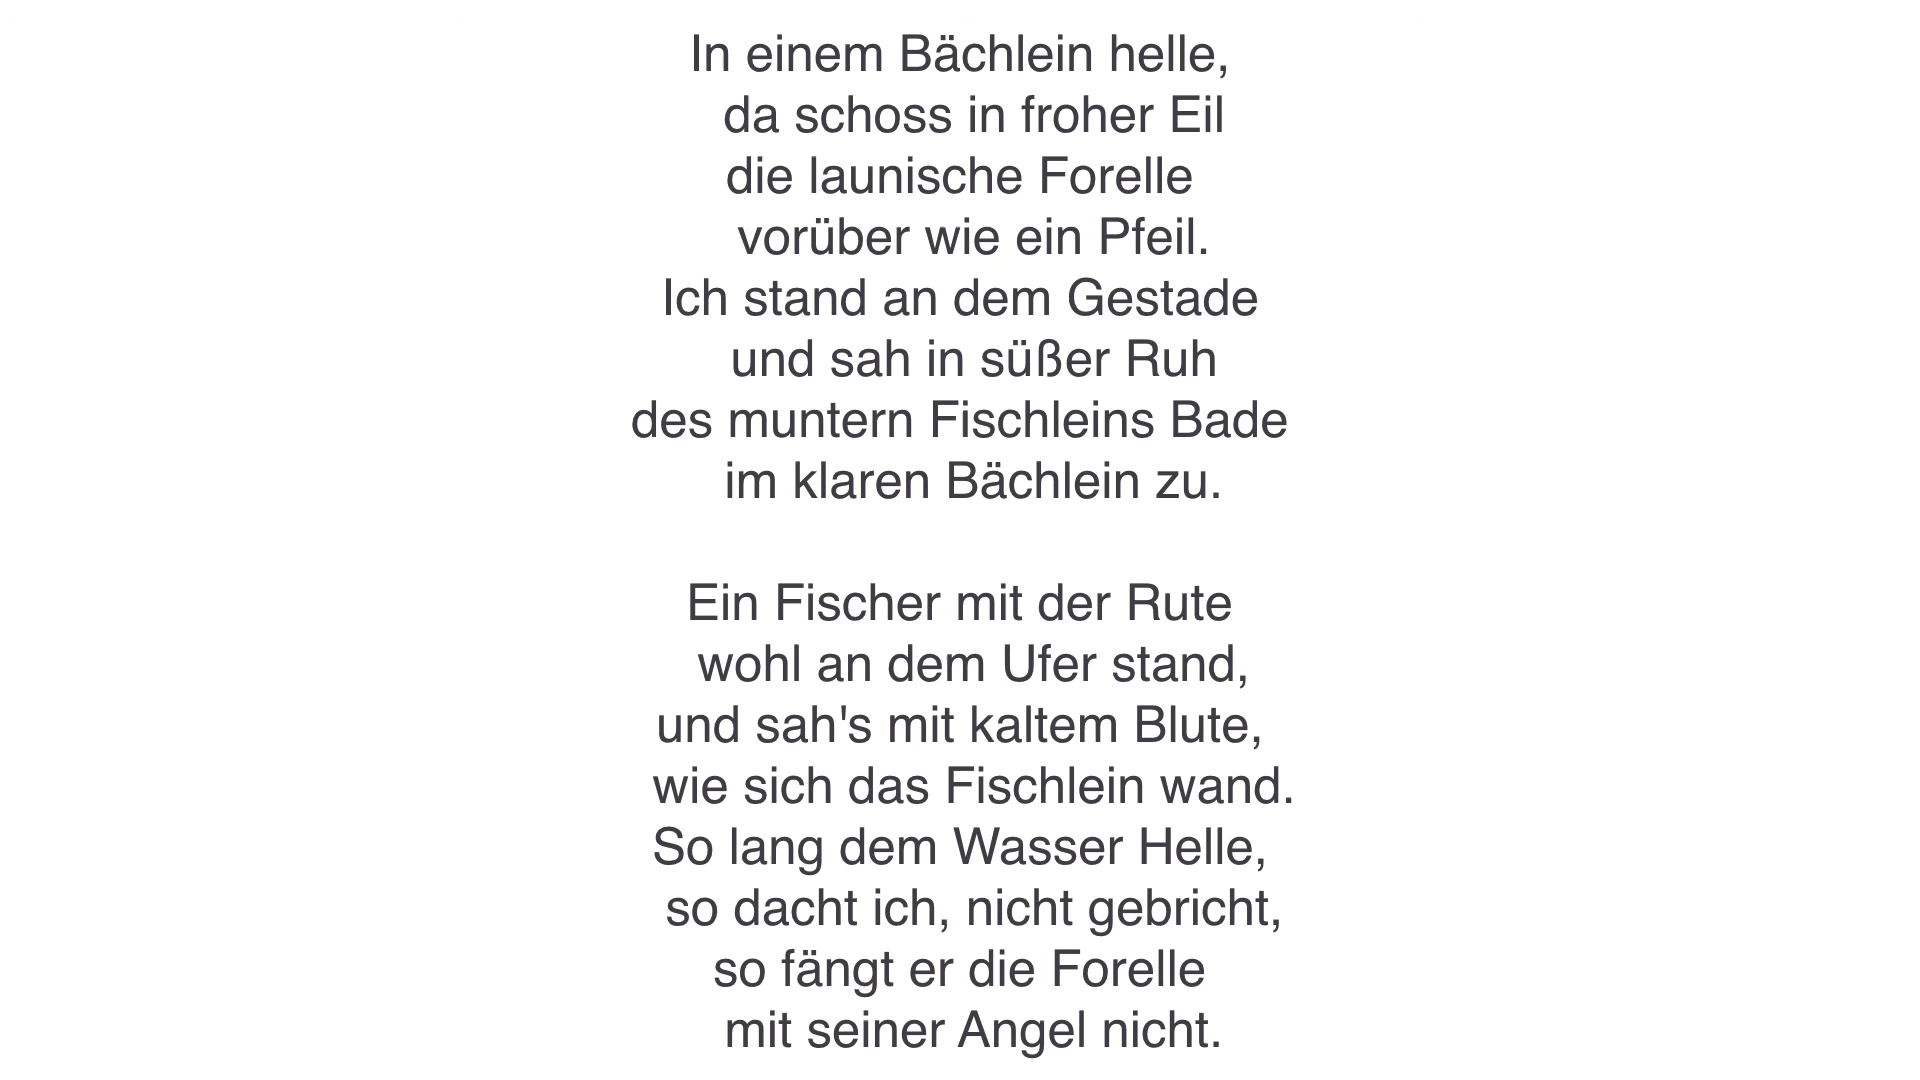 In einem Bächlein helle,
da schoss in froher Eil
die launische Forelle
vorüber wie ein Pfeil.
Ich stand an dem Gestade
und sah in süßer Ruh
des muntern Fischleins Bade
im klaren Bächlein zu.

Ein Fischer mit der Rute
wohl an dem Ufer stand,
und sah's mit kaltem Blute,
wie sich das Fischlein wand.
So lang dem Wasser Helle,
so dacht ich, nicht gebricht,
so fängt er die Forelle
mit seiner Angel nicht.